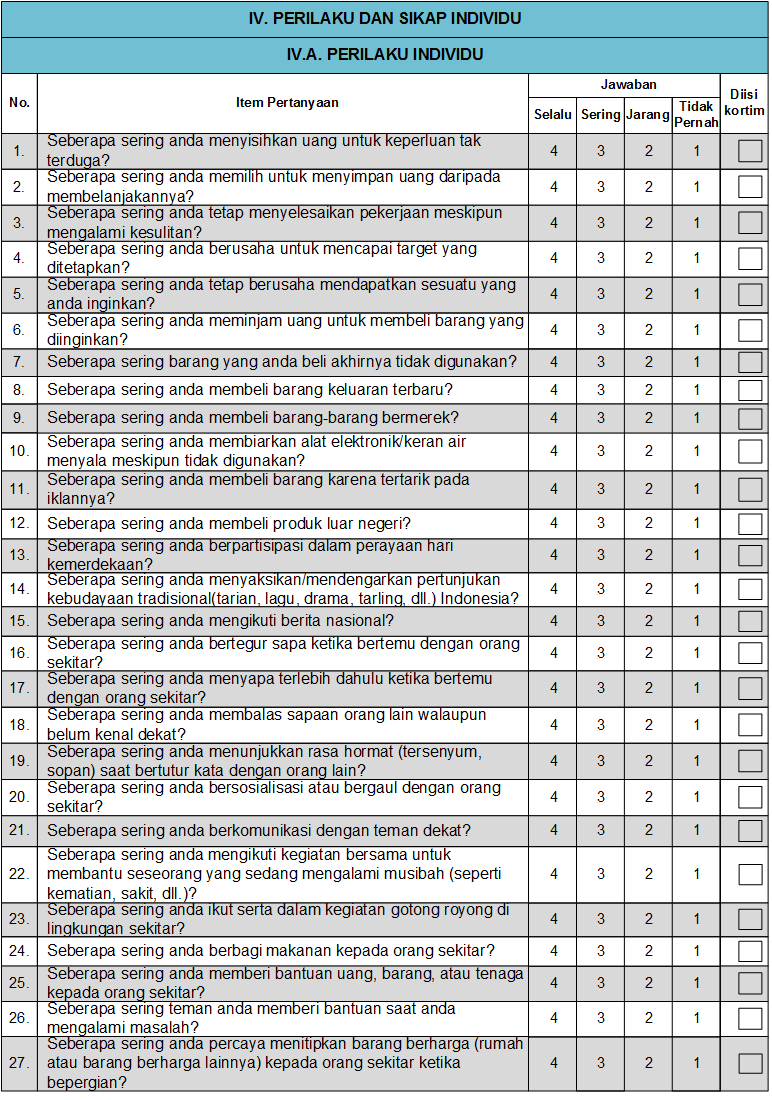 IV. PERILAKU DAN SIKAP INDIVIDU
IV.A. PERILAKU INDIVIDU
No. Item Pertanyaan Jawaban Diisi kortim
Selalu Sering Jarang Tidak Pernah
1. Seberapa sering anda menyisihkan uang untuk keperluan tak
terduga? 4 3 2 1
2. Seberapa sering anda memilih untuk menyimpan uang daripada
membelanjakannya? 4 3 2 1
3. Seberapa sering anda tetap menyelesaikan pekerjaan meskipun
mengalami kesulitan? 4 3 2 1
4. Seberapa sering anda berusaha untuk mencapai target yang
ditetapkan? 4 3 2 1
5. Seberapa sering anda tetap berusaha mendapatkan sesuatu yang
anda inginkan? 4 3 2 1
6. Seberapa sering anda meminjam uang untuk membeli barang yang
diinginkan? 4 3 2 1
7. Seberapa sering barang yang anda beli akhirnya tidak digunakan? 4 3 2 1
8. Seberapa sering anda membeli barang keluaran terbaru? 4 3 2 1
9. Seberapa sering anda membeli barang-barang bermerek? 4 3 2 1
10. Seberapa sering anda membiarkan alat elektronik/keran air
menyala meskipun tidak digunakan? 4 3 2 1
11. Seberapa sering anda membeli barang karena tertarik pada
iklannya? 4 3 2 1
12. Seberapa sering anda membeli produk luar negeri? 4 3 2 1
13. Seberapa sering anda berpartisipasi dalam perayaan hari
kemerdekaan? 4 3 2 1
14. Seberapa sering anda menyaksikan/mendengarkan pertunjukan
kebudayaan tradisional(tarian, lagu, drama, tarling, dll.) Indonesia? 4 3 2 1
15. Seberapa sering anda mengikuti berita nasional? 4 3 2 1
16. Seberapa sering anda bertegur sapa ketika bertemu dengan orang
sekitar? 4 3 2 1
17. Seberapa sering anda menyapa terlebih dahulu ketika bertemu
dengan orang sekitar? 4 3 2 1
18. Seberapa sering anda membalas sapaan orang lain walaupun
belum kenal dekat? 4 3 2 1
19. Seberapa sering anda menunjukkan rasa hormat (tersenyum,
sopan) saat bertutur kata dengan orang lain? 4 3 2 1
20. Seberapa sering anda bersosialisasi atau bergaul dengan orang
sekitar? 4 3 2 1
21. Seberapa sering anda berkomunikasi dengan teman dekat? 4 3 2 1
22. Seberapa sering anda mengikuti kegiatan bersama untuk
membantu seseorang yang sedang mengalami musibah (seperti
kematian, sakit, dll.)? 4 3 2 1
23. Seberapa sering anda ikut serta dalam kegiatan gotong royong di
lingkungan sekitar? 4 3 2 1
24. Seberapa sering anda berbagi makanan kepada orang sekitar? 4 3 2 1
25. Seberapa sering anda memberi bantuan uang, barang, atau tenaga
kepada orang sekitar? 4 3 2 1
26. Seberapa sering teman anda memberi bantuan saat anda
mengalami masalah? 4 3 2 1
27. Seberapa sering anda percaya menitipkan barang berharga (rumah
atau barang berharga lainnya) kepada orang sekitar ketika
bepergian? 4 3 2 1